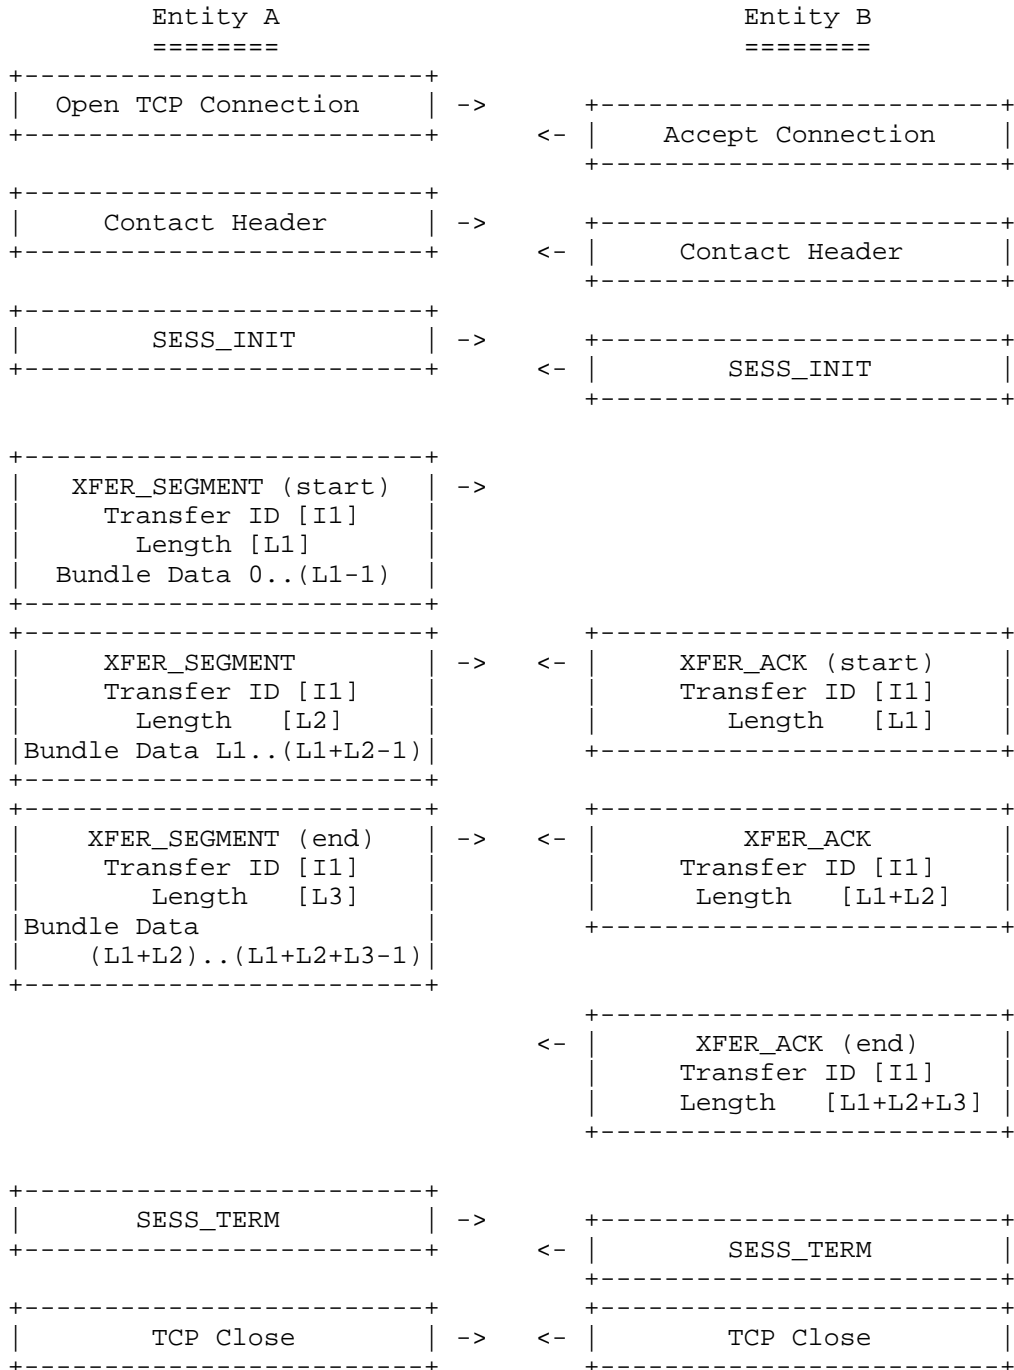 Entity A                             Entity B
========                             ========
+-------------------------+
|  Open TCP Connection    | ->      +-------------------------+
+-------------------------+      <- |    Accept Connection    |
                                    +-------------------------+
+-------------------------+
|     Contact Header      | ->      +-------------------------+
+-------------------------+      <- |     Contact Header      |
                                    +-------------------------+
+-------------------------+
|        SESS_INIT        | ->      +-------------------------+
+-------------------------+      <- |        SESS_INIT        |
                                    +-------------------------+
+-------------------------+
|   XFER_SEGMENT (start)  | ->
|     Transfer ID [I1]    |
|       Length [L1]       |
|  Bundle Data 0..(L1-1)  |
+-------------------------+
+-------------------------+         +-------------------------+
|     XFER_SEGMENT        | ->   <- |     XFER_ACK (start)    |
|     Transfer ID [I1]    |         |     Transfer ID [I1]    |
|       Length   [L2]     |         |        Length   [L1]    |
|Bundle Data L1..(L1+L2-1)|         +-------------------------+
+-------------------------+
+-------------------------+         +-------------------------+
|    XFER_SEGMENT (end)   | ->   <- |         XFER_ACK        |
|     Transfer ID [I1]    |         |     Transfer ID [I1]    |
|        Length   [L3]    |         |      Length   [L1+L2]   |
|Bundle Data              |         +-------------------------+
|    (L1+L2)..(L1+L2+L3-1)|
+-------------------------+
                                    +-------------------------+
                                 <- |      XFER_ACK (end)     |
                                    |     Transfer ID [I1]    |
                                    |     Length   [L1+L2+L3] |
                                    +-------------------------+
+-------------------------+
|       SESS_TERM         | ->      +-------------------------+
+-------------------------+      <- |        SESS_TERM        |
                                    +-------------------------+
+-------------------------+         +-------------------------+
|        TCP Close        | ->   <- |        TCP Close        |
+-------------------------+         +-------------------------+